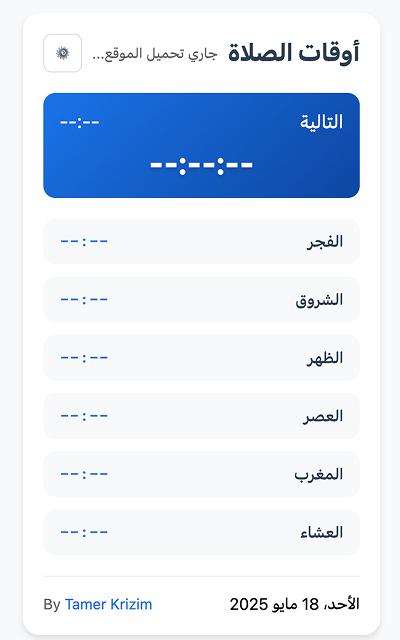 أوقات الصلاة جاري تحميل الموقع...
التالية --:--
--:--:--
الفجر --:--
الشروق --:--
الظهر --:--
العصر --:--
المغرب --:--
العشاء --:--
الأحد، 18 مايو 2025 By Tamer Krizim